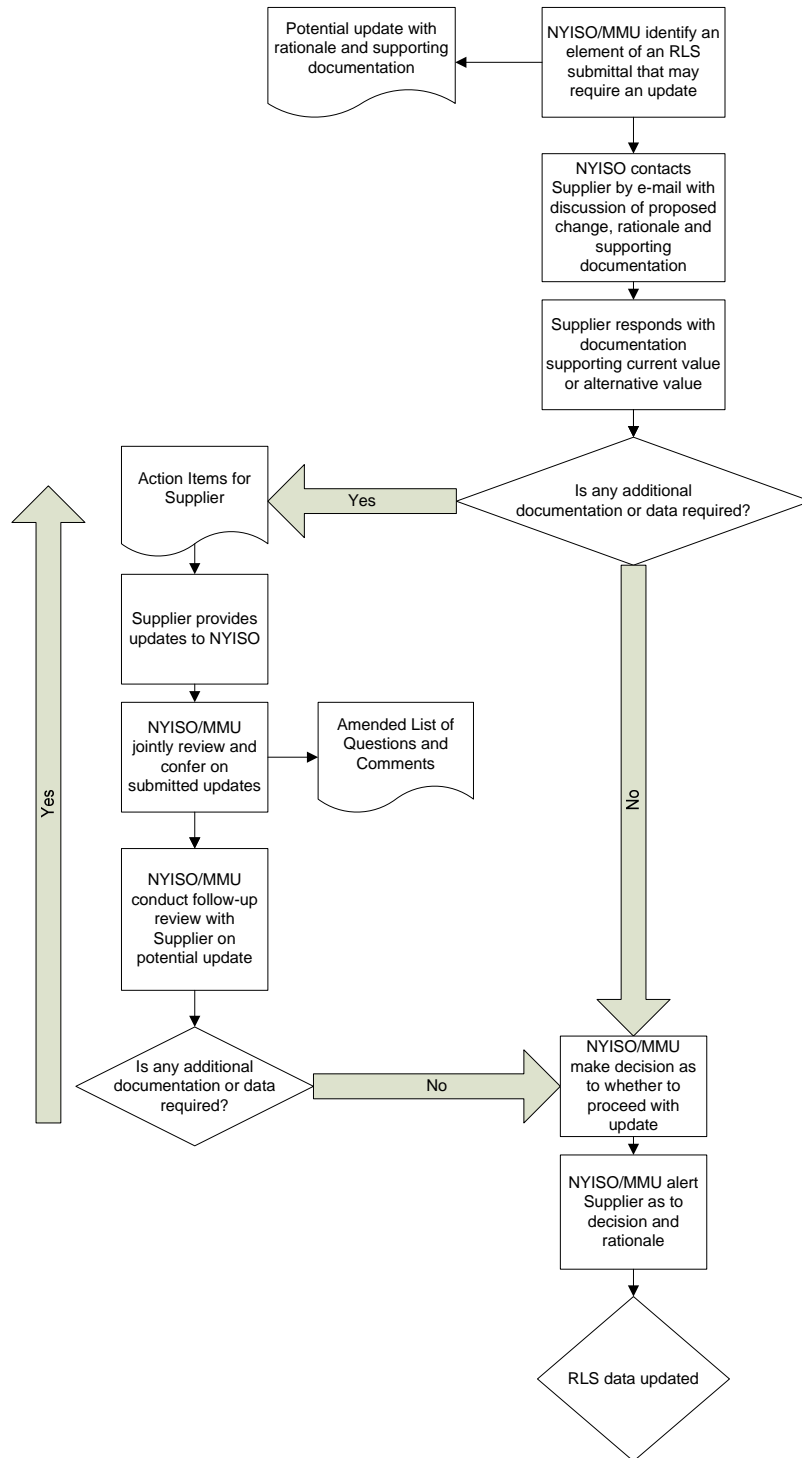 Potential update with
rationale and supporting
documentation
NYISO/MMU identify an
element of an RLS
submittal that may
require an update
NYISO contacts
Supplier by e-mail with
discussion of proposed
change, rationale and
supporting
documentation
Supplier responds with
documentation
supporting current value
or alternative value
Is any additional
documentation or data
required?
Yes
Action Items for
Supplier
Supplier provides
updates to NYISO
NYISO/MMU
jointly review and
confer on
submitted updates
Amended List of
Questions and
Comments
NYISO/MMU
conduct follow-up
review with
Supplier on
potential update
Is any additional
documentation or data
required?
Yes
No
No
NYISO/MMU
make decision as
to whether to
proceed with
update
NYISO/MMU alert
Supplier as to
decision and
rationale
RLS data updated